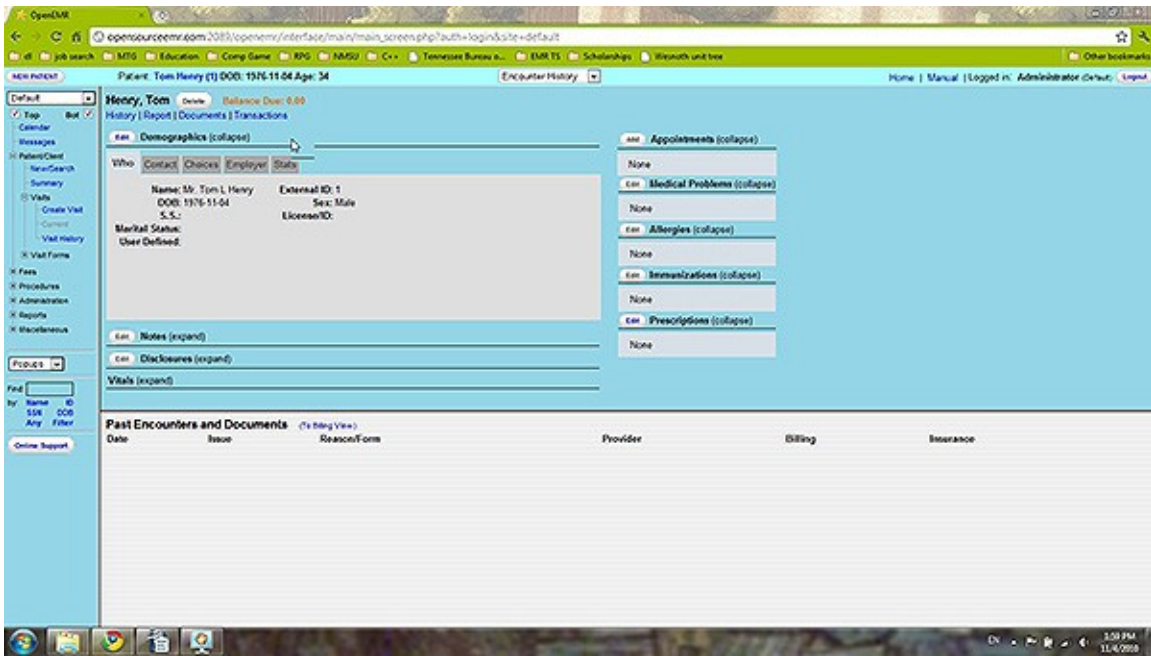 OpenEMR
opensourceemr.com:2089/openemr/interface/main/main_screen.php?auth=login&site=default
dl job search MTG Education Comp Game RPG NMSU C++ Tennessee Bureau o... EMR TS Scholarships Wesnoth unit tree Other bookmarks
NEW PATIENT Patient: Tom Henry (1) DOB: 1976-11-04 Age: 34 Encounter History Home | Manual | Logged in: Administrator (Default) Logout
Default
Top Bot
Calendar
Messages
Patient/Client
New/Search
Summary
Visits
Create Visit
Current
Visit History
Visit Forms
Fees
Procedures
Administration
Reports
Miscellaneous
Popups
Find
by: Name ID
SSN DOB
Any Filter
Online Support
Henry, Tom Delete Balance Due: 0.00
History | Report | Documents | Transactions
Edit Demographics (collapse)
Who Contact Choices Employer Stats
Name: Mr. Tom L Henry External ID: 1
DOB: 1976-11-04 Sex: Male
S.S.: License/ID:
Marital Status:
User Defined:
Edit Notes (expand)
Edit Disclosures (expand)
Vitals (expand)
Add Appointments (collapse)
None
Edit Medical Problems (collapse)
None
Edit Allergies (collapse)
None
Edit Immunizations (collapse)
None
Edit Prescriptions (collapse)
None
Past Encounters and Documents (To Billing View)
Date Issue Reason/Form Provider Billing Insurance
EN 3:59 PM
11/4/2010